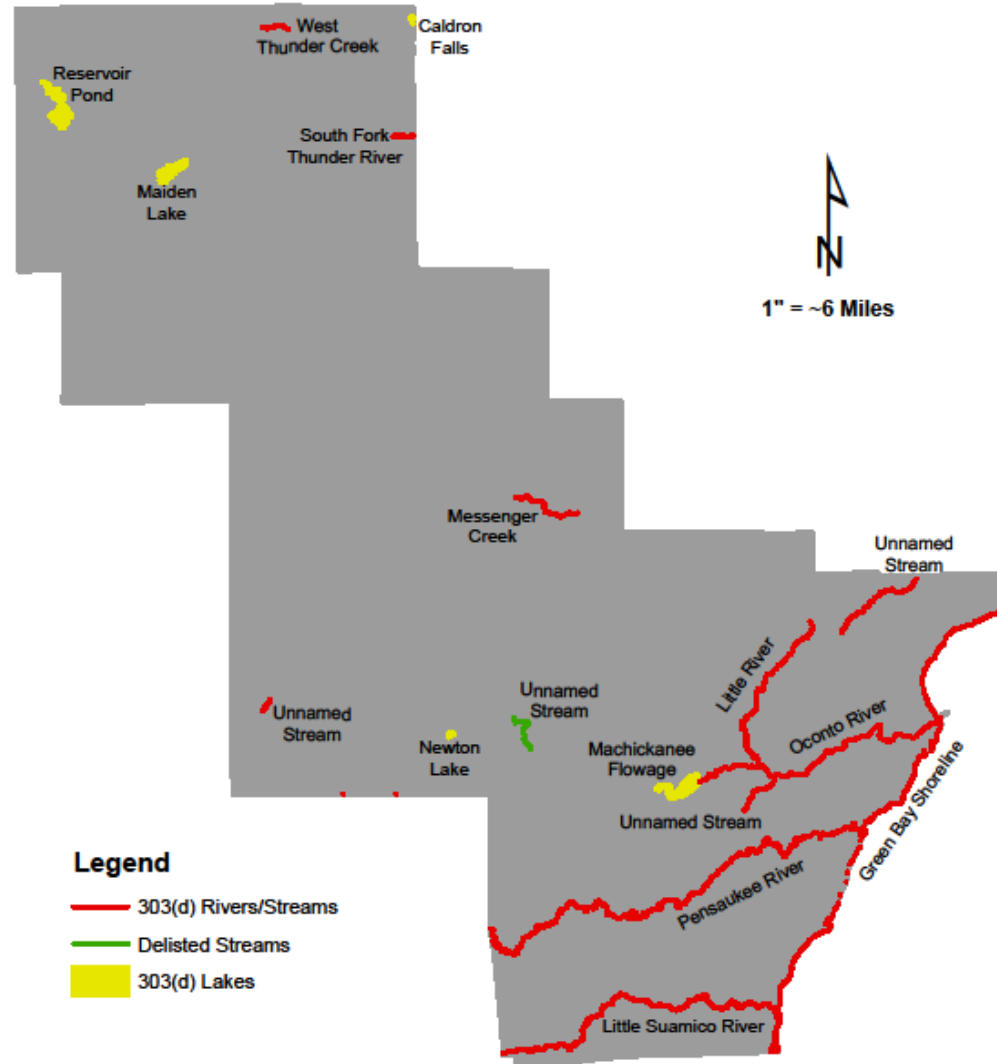 West
Thunder Creek
Caldron
Falls
Reservoir
Pond
South Fork
Thunder River
Maiden
Lake
N
1" = ~6 Miles
Messenger
Creek
Unnamed
Stream
Little River
Unnamed
Stream
Unnamed
Stream
Oconto River
Newton
Lake
Machickanee
Flowage
Unnamed Stream
Green Bay Shoreline
Pensaukee River
Legend
303(d) Rivers/Streams
Delisted Streams
303(d) Lakes
Little Suamico River